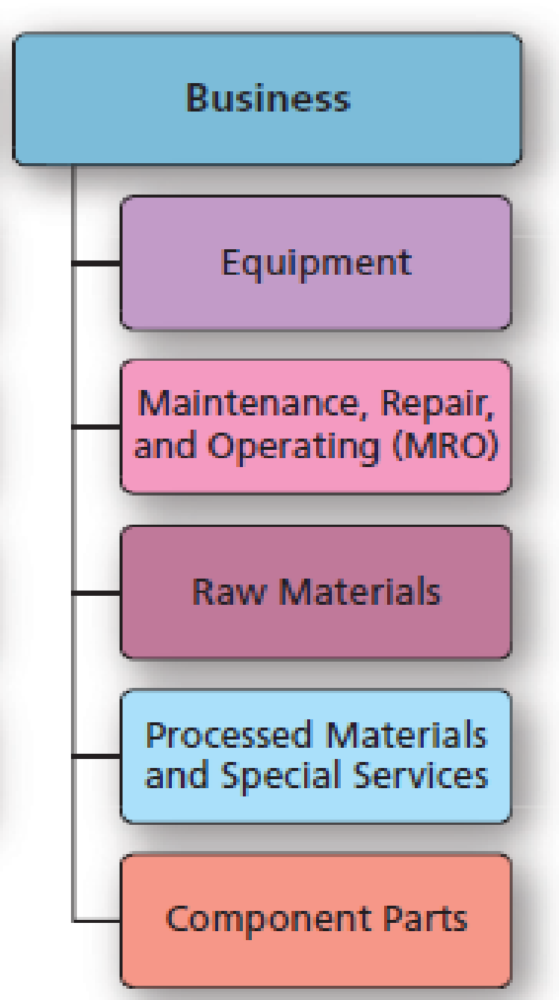 Business
Equipment
Maintenance, Repair,
and Operating (MRO)
Raw Materials
Processed Materials
and Special Services
Component Parts